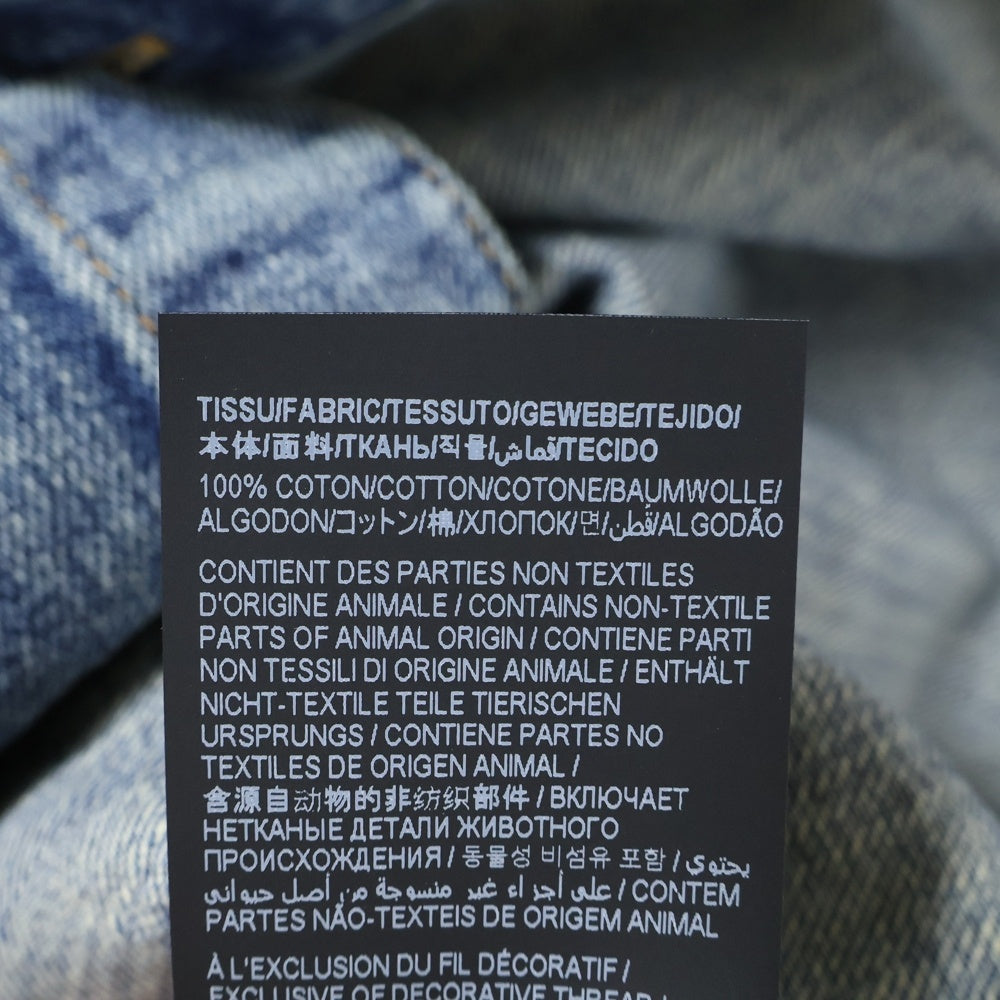 TISSU/FABRIC/TESSUTO/GEWEBE/TEJIDO/
本体/面料/ТКАНЬ/직물/قماش/TECIDO
100% COTON/COTTON/COTONE/BAUMWOLLE/
ALGODON/コットン/棉/ХЛОПОК/면/قطن/ALGODÃO
CONTIENT DES PARTIES NON TEXTILES
D'ORIGINE ANIMALE / CONTAINS NON-TEXTILE
PARTS OF ANIMAL ORIGIN / CONTIENE PARTI
NON TESSILI DI ORIGINE ANIMALE / ENTHÄLT
NICHT-TEXTILE TEILE TIERISCHEN
URSPRUNGS / CONTIENE PARTES NO
TEXTILES DE ORIGEN ANIMAL /
含源自动物的非纺织部件 / ВКЛЮЧАЕТ
НЕТКАНЫЕ ДЕТАЛИ ЖИВОТНОГО
ПРОИСХОЖДЕНИЯ / 동물성 비섬유 포함 / يحتوي
على أجزاء غير منسوجة من أصل حيواني / CONTEM
PARTES NÃO-TEXTEIS DE ORIGEM ANIMAL
À L'EXCLUSION DU FIL DÉCORATIF /
EXCLUSIVE OF DECORATIVE THREAD /